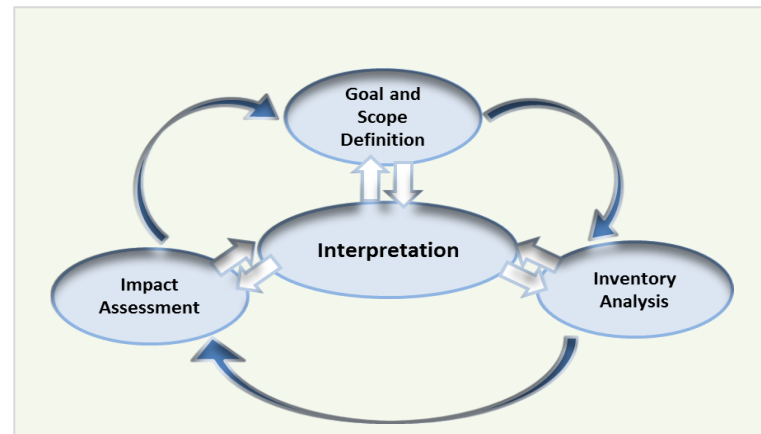 Goal and
Scope
Definition
Interpretation
Impact
Assessment
Inventory
Analysis